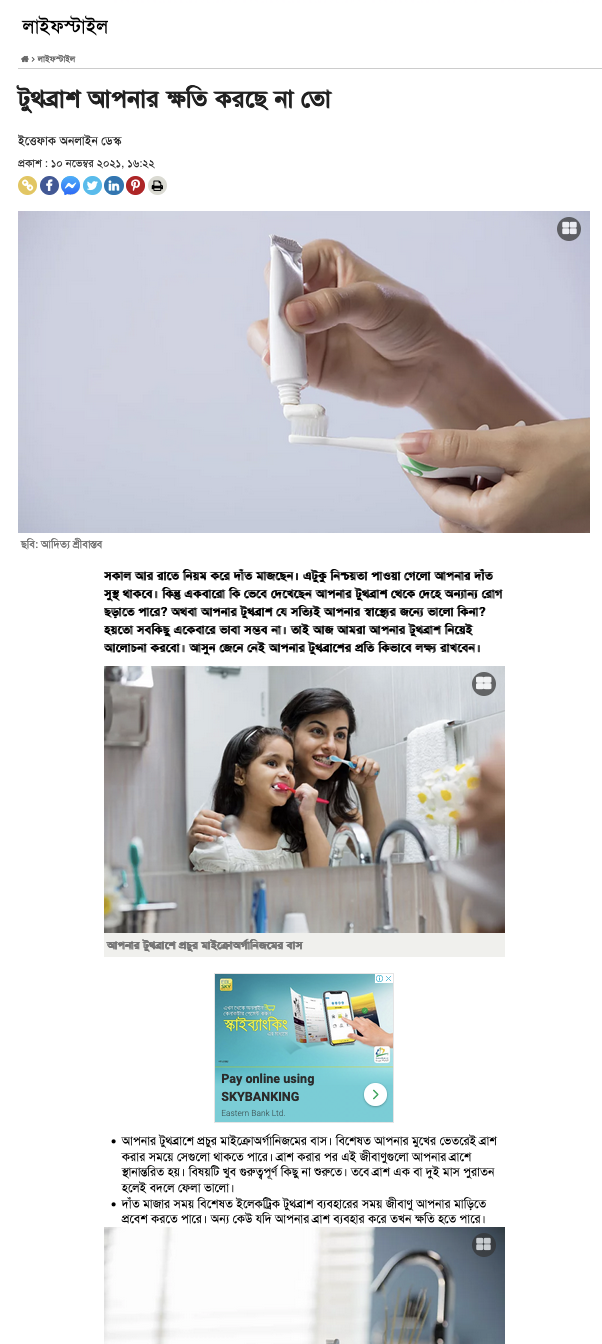 লাইফস্টাইল
› লাইফস্টাইল
টুথব্রাশ আপনার ক্ষতি করছে না তো
ইত্তেফাক অনলাইন ডেস্ক
প্রকাশ : ১০ নভেম্বর ২০২১, ১৬:২২
ছবি: আদিত্য শ্রীবাস্তব
সকাল আর রাতে নিয়ম করে দাঁত মাজছেন। এটুকু নিশ্চয়তা পাওয়া গেলো আপনার দাঁত
সুস্থ থাকবে। কিন্তু একবারো কি ভেবে দেখেছেন আপনার টুথব্রাশ থেকে দেহে অন্যান্য রোগ
ছড়াতে পারে? অথবা আপনার টুথব্রাশ যে সত্যিই আপনার স্বাস্থ্যের জন্যে ভালো কিনা?
হয়তো সবকিছু একেবারে ভাবা সম্ভব না। তাই আজ আমরা আপনার টুথব্রাশ নিয়েই
আলোচনা করবো। আসুন জেনে নেই আপনার টুথব্রাশের প্রতি কিভাবে লক্ষ্য রাখবেন।
আপনার টুথব্রাশে প্রচুর মাইক্রোঅর্গানিজমের বাস
স্কাইব্যাংকিং
Pay online using
SKYBANKING
Eastern Bank Ltd.
• আপনার টুথব্রাশে প্রচুর মাইক্রোঅর্গানিজমের বাস। বিশেষত আপনার মুখের ভেতরেই ব্রাশ
করার সময়ে সেগুলো থাকতে পারে। ব্রাশ করার পর এই জীবাণুগুলো আপনার ব্রাশে
স্থানান্তরিত হয়। বিষয়টি খুব গুরুত্বপূর্ণ কিছু না শুরুতে। তবে ব্রাশ এক বা দুই মাস পুরাতন
হলেই বদলে ফেলা ভালো।
• দাঁত মাজার সময় বিশেষত ইলেকট্রিক টুথব্রাশ ব্যবহারের সময় জীবাণু আপনার মাড়িতে
প্রবেশ করতে পারে। অন্য কেউ যদি আপনার ব্রাশ ব্যবহার করে তখন ক্ষতি হতে পারে।